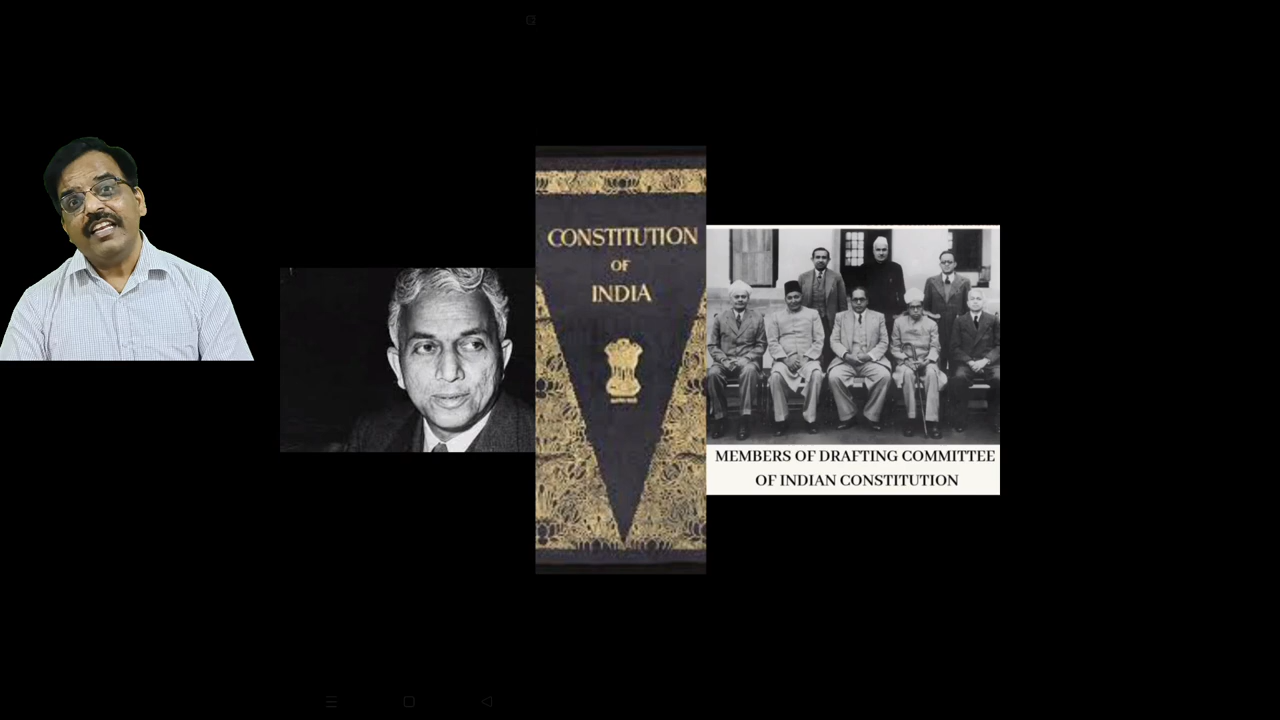 CONSTITUTION
OF
INDIA
MEMBERS OF DRAFTING COMMITTEE
OF INDIAN CONSTITUTION